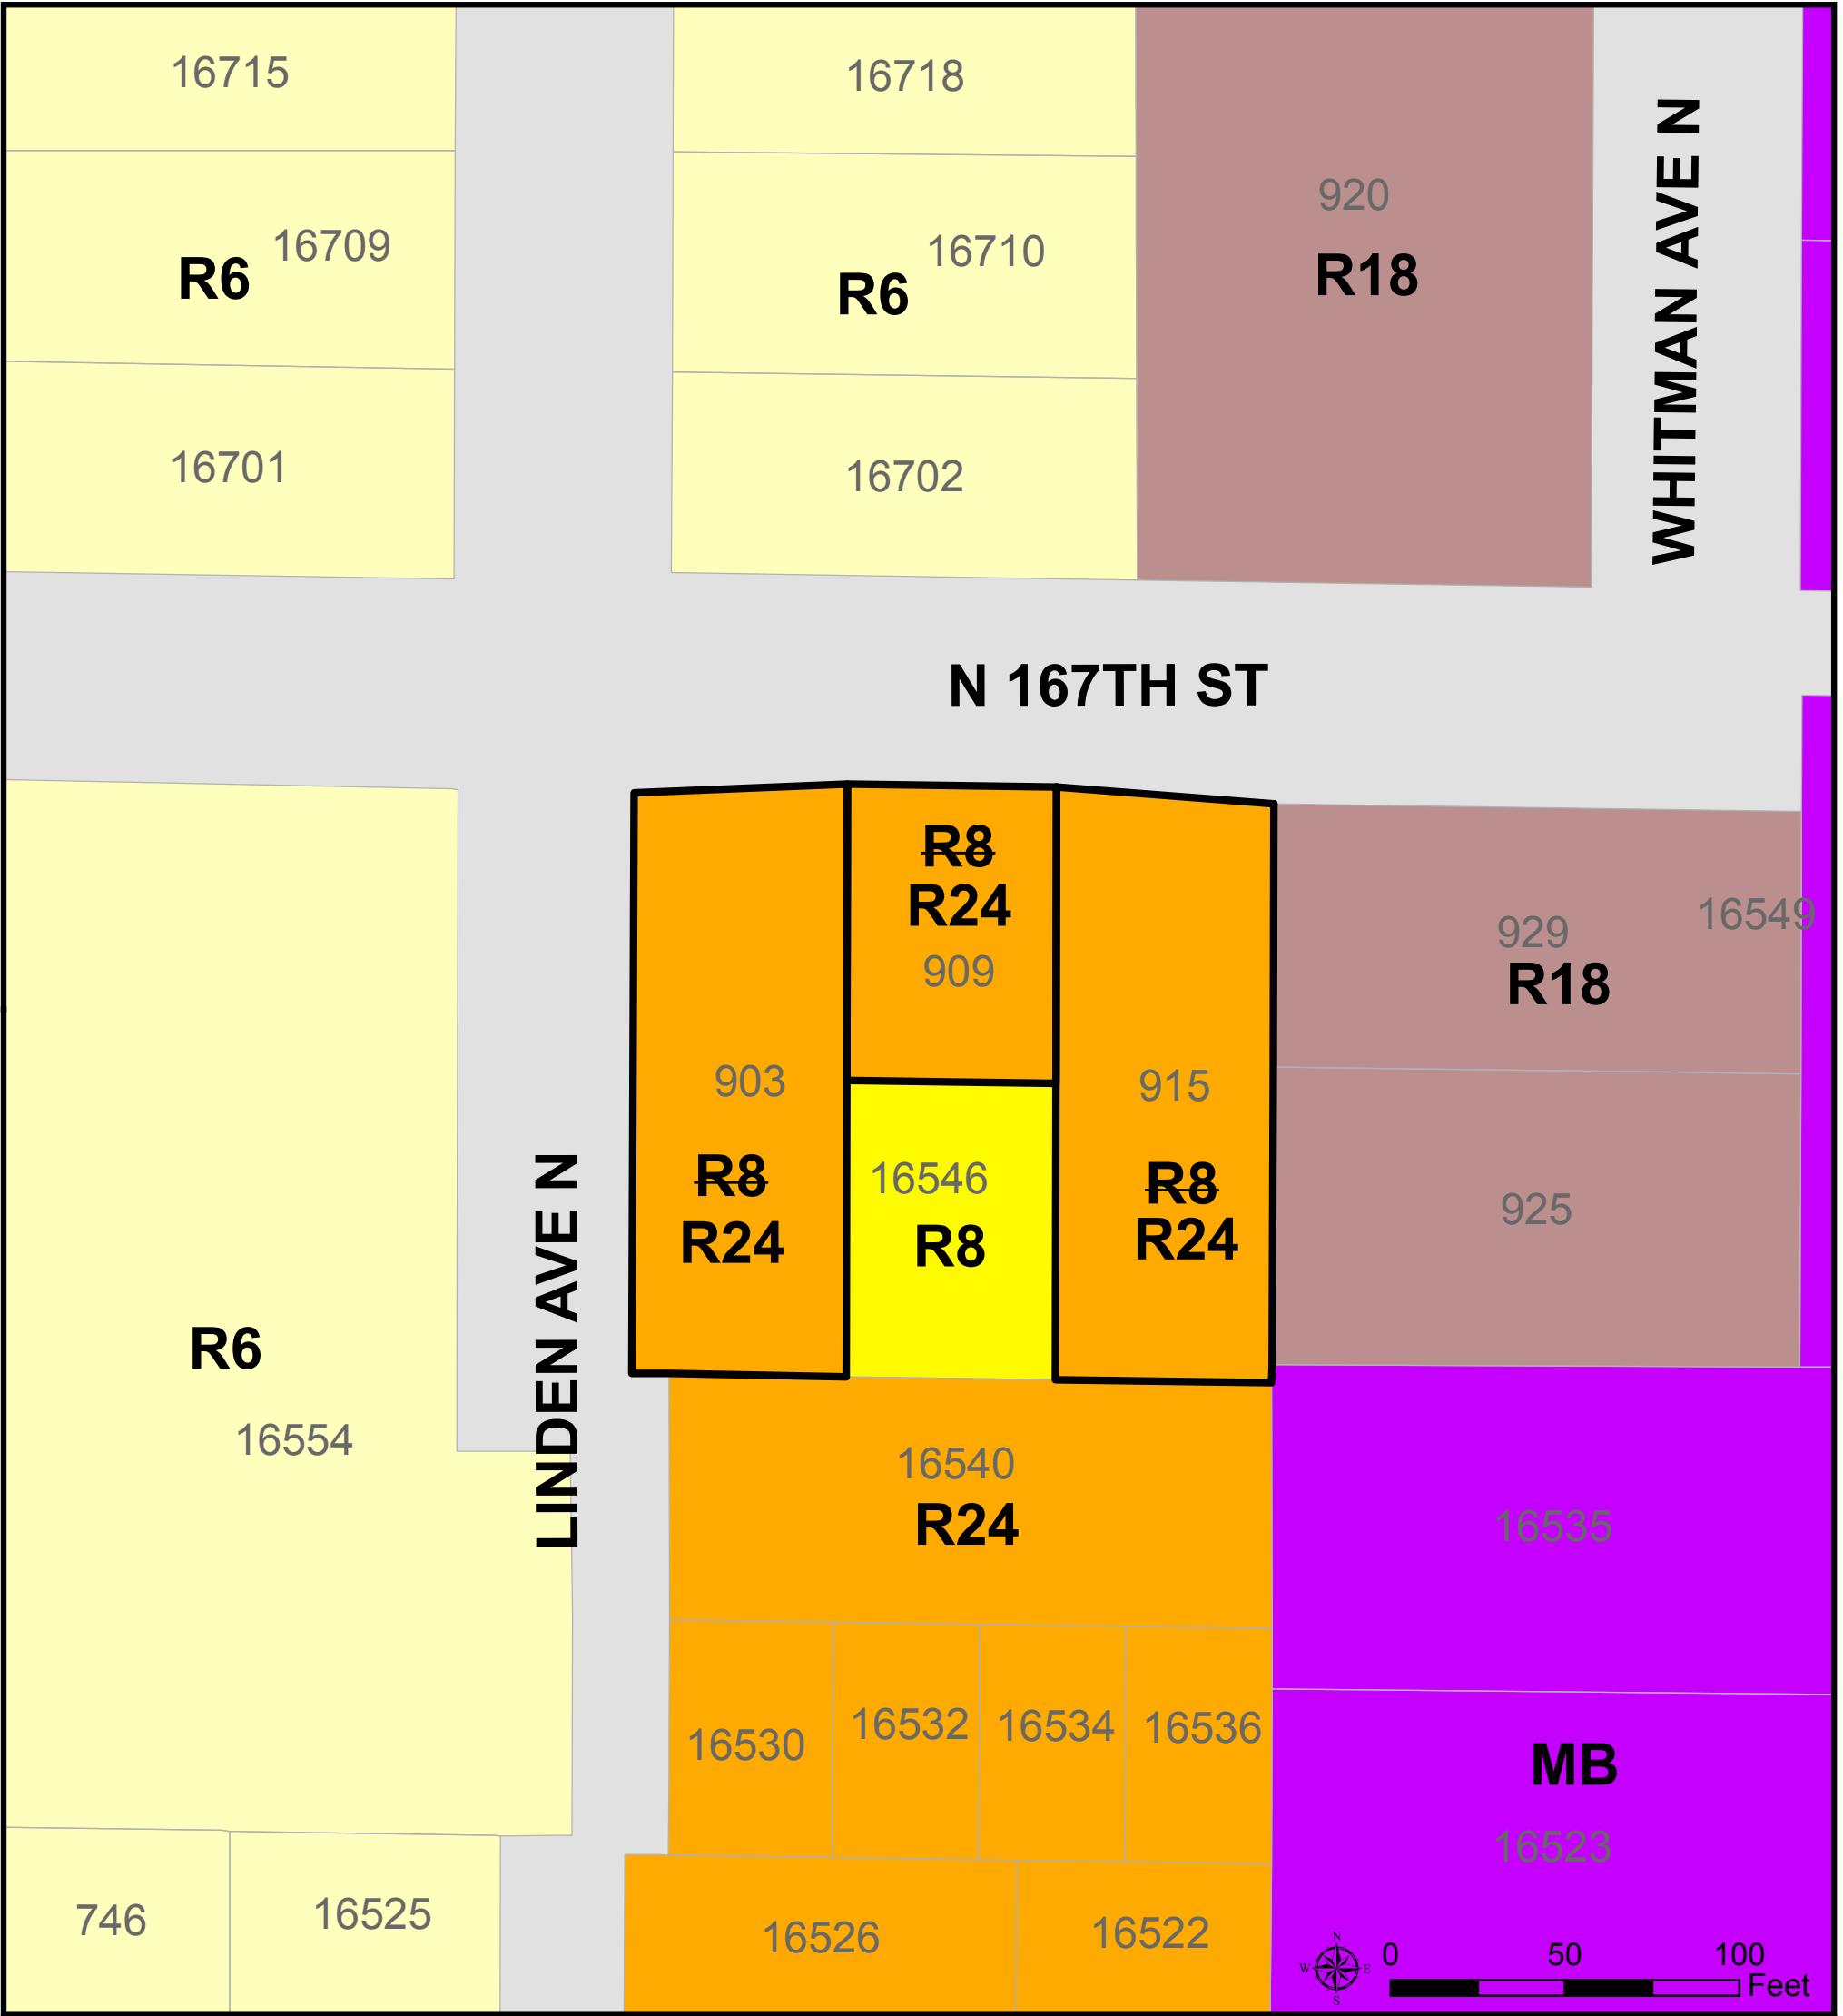 16715
16718
WHITMAN AVE N
920
16709
16710
R6
R6
R18
16701
16702
N 167TH ST
R8
R24
909
929
16549
R18
903
915
R8
R24
16546
R8
R8
R24
925
LINDEN AVE N
R6
16554
16540
R24
16535
16530
16532
16534
16536
MB
16523
746
16525
16526
16522
N
W E
S
0 50 100
Feet